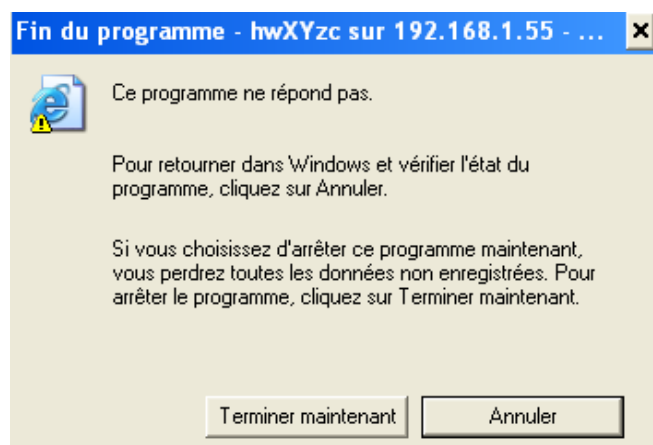 Fin du programme - hwXYzc sur 192.168.1.55 - ...
Ce programme ne répond pas.
Pour retourner dans Windows et vérifier l'état du
programme, cliquez sur Annuler.
Si vous choisissez d'arrêter ce programme maintenant,
vous perdrez toutes les données non enregistrées. Pour
arrêter le programme, cliquez sur Terminer maintenant.
Terminer maintenant
Annuler